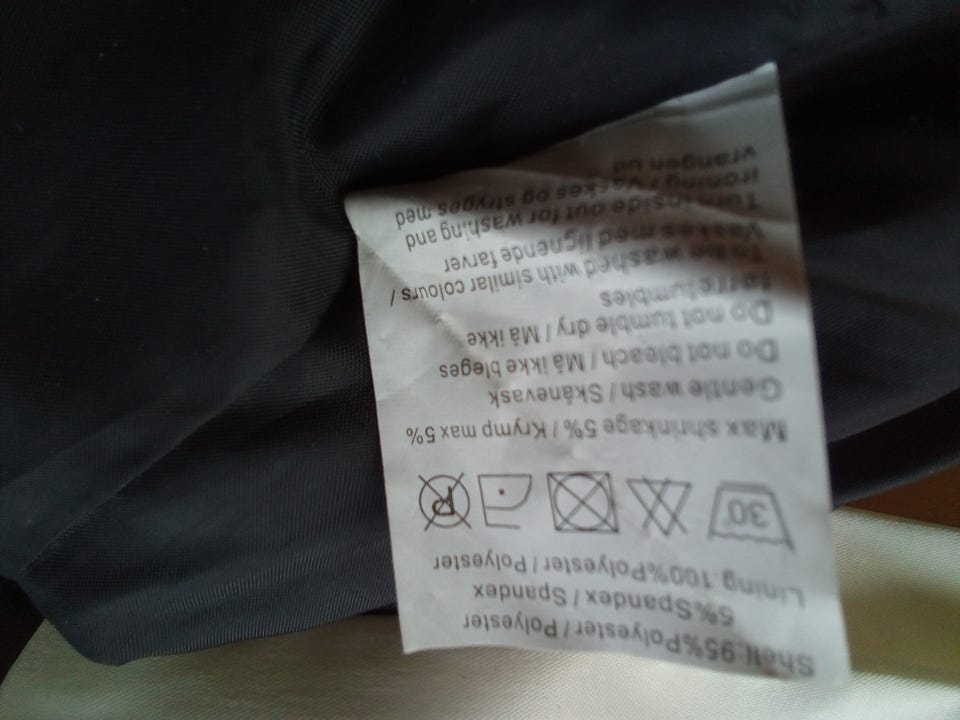 Shell:95%Polyester/Polyester
5%Spandex / Spandex
Lining:100%Polyester/Polyester
30° P
Max shrinkage 5% / Krymp max 5%
Gentle wash / Skånevask
Do not bleach / Må ikke bleges
Do not tumble dry / Må ikke
tørretumbles
To be washed with similar colours /
Vaskes med lignende farver
Turn inside out for washing and
ironing / Vaskes og stryges med
vrangen ud